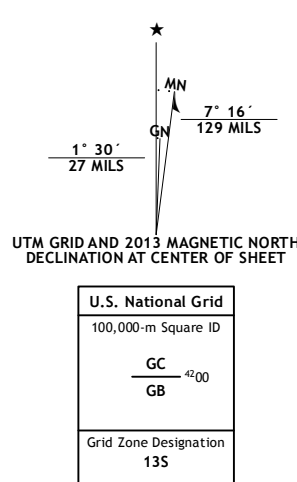 ★
MN
7° 16´
129 MILS
GN
1° 30´
27 MILS
UTM GRID AND 2013 MAGNETIC NORTH
DECLINATION AT CENTER OF SHEET
U.S. National Grid
100,000-m Square ID
GC
4200
GB
Grid Zone Designation
13S